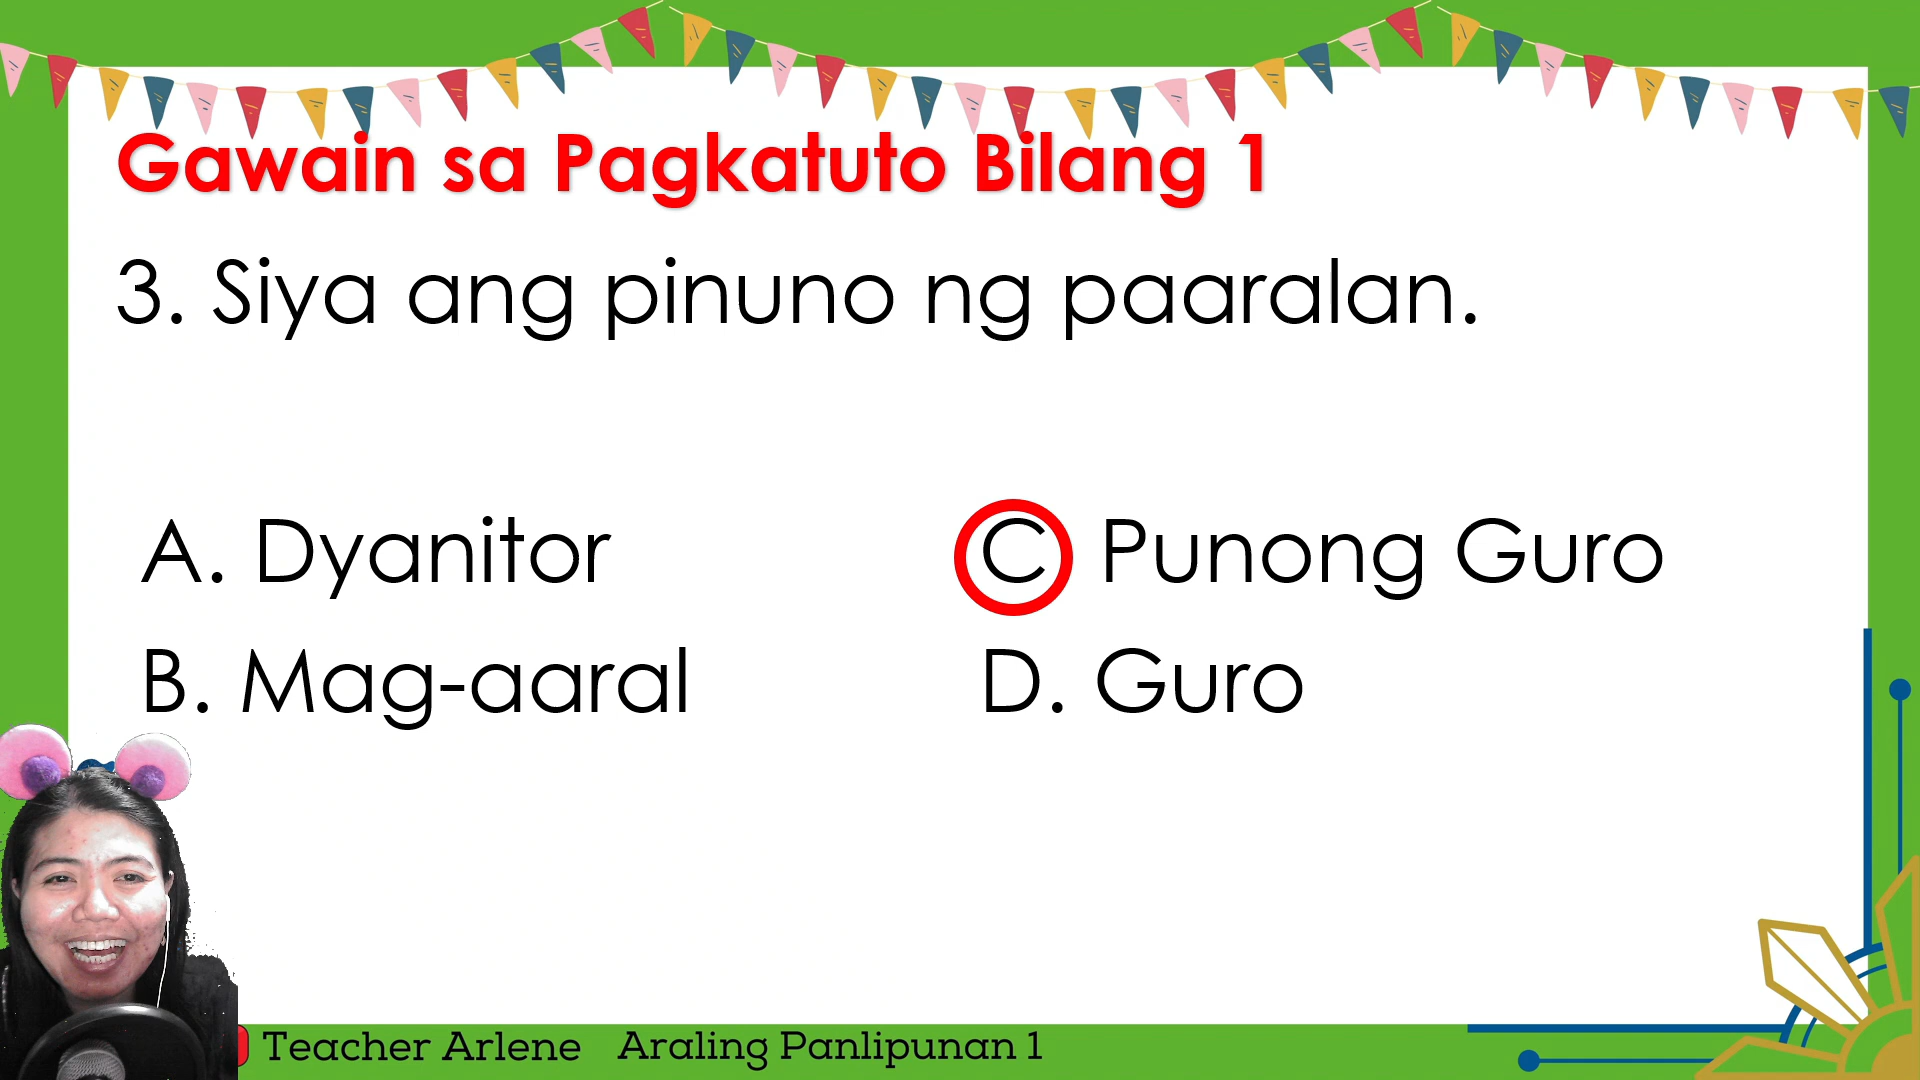 Gawain sa Pagkatuto Bilang 1
3. Siya ang pinuno ng paaralan.
A. Dyanitor
C Punong Guro
B. Mag-aaral
D. Guro
Teacher Arlene Araling Panlipunan 1